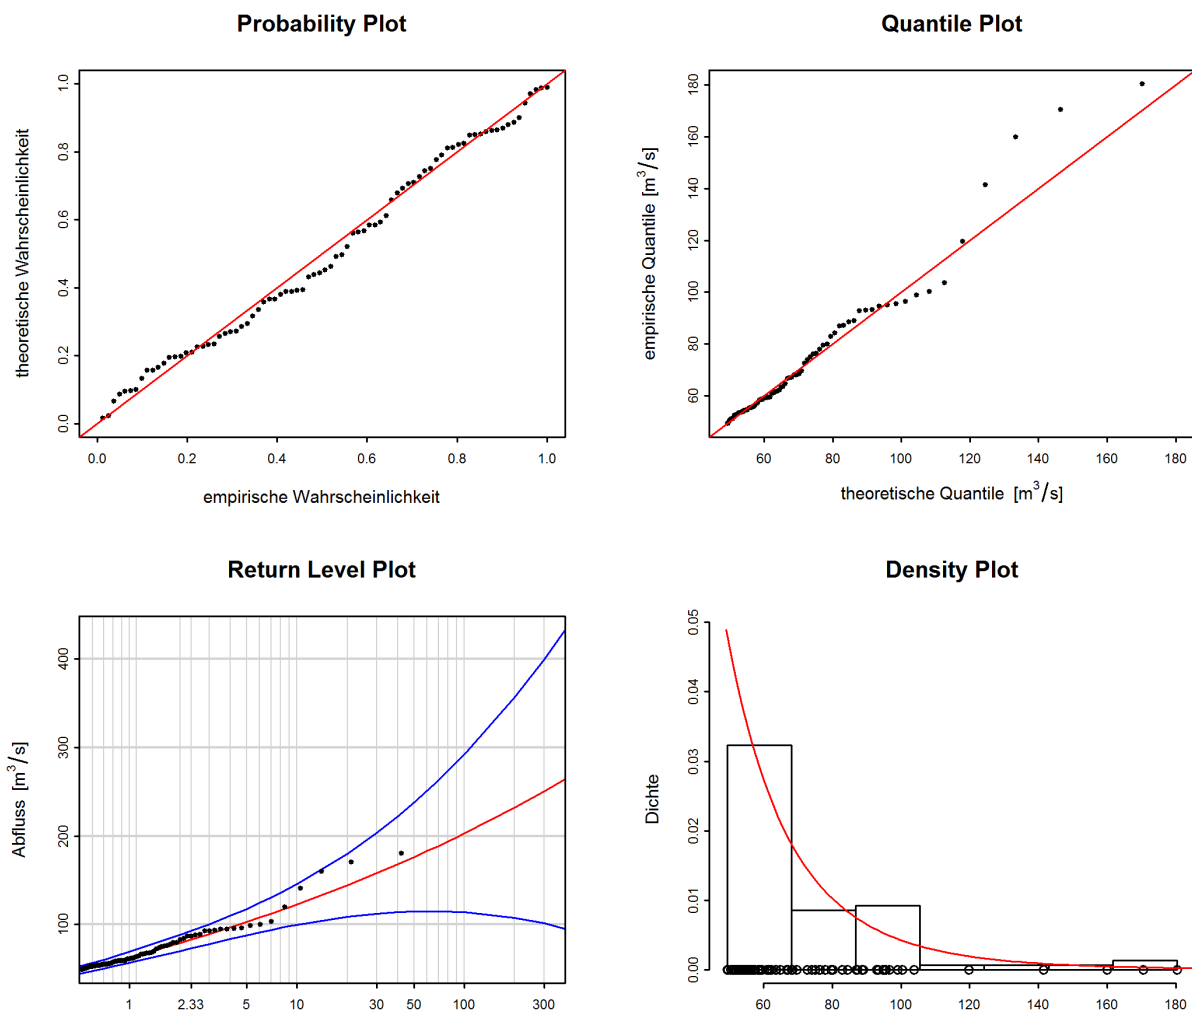 Probability Plot
theoretische Wahrscheinlichkeit
0.0 0.2 0.4 0.6 0.8 1.0
0.0 0.2 0.4 0.6 0.8 1.0
empirische Wahrscheinlichkeit
Quantile Plot
empirische Quantile [m³/s]
60 80 100 120 140 160 180
60 80 100 120 140 160 180
theoretische Quantile [m³/s]
Return Level Plot
Abfluss [m³/s]
100 200 300 400
1 2.33 5 10 30 50 100 300
Density Plot
Dichte
0.00 0.01 0.02 0.03 0.04 0.05
60 80 100 120 140 160 180